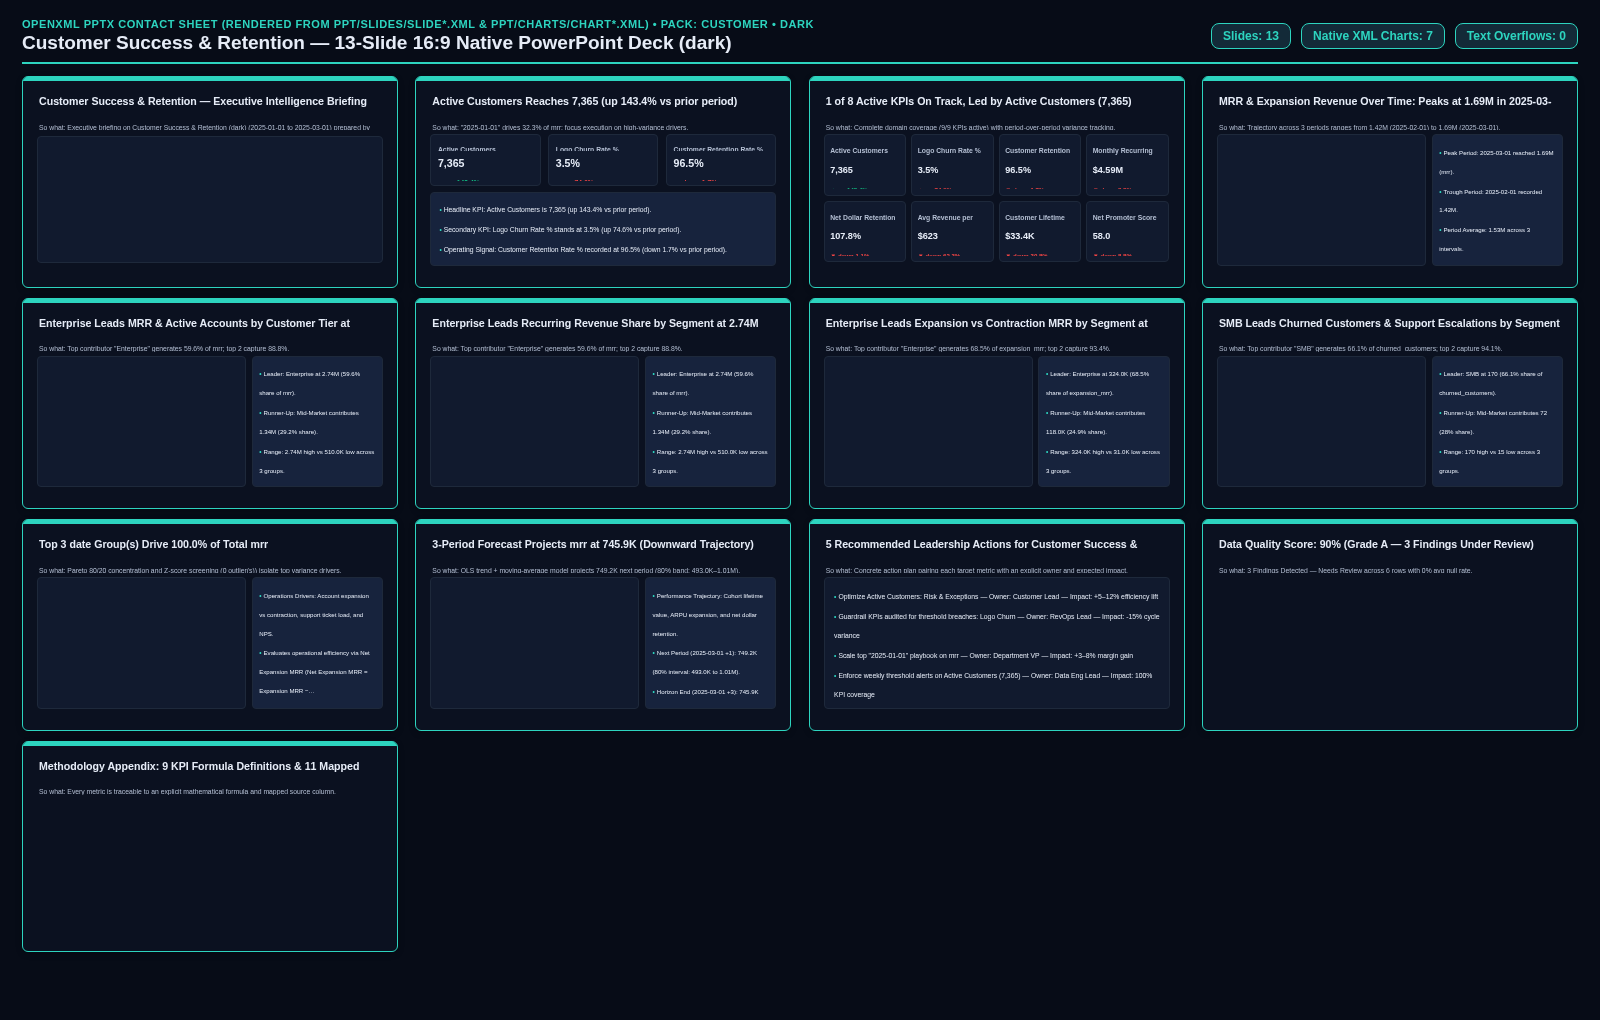 OPENXML PPTX CONTACT SHEET (RENDERED FROM PPT/SLIDES/SLIDE*.XML & PPT/CHARTS/CHART*.XML) • PACK: CUSTOMER • DARK
Customer Success & Retention — 13-Slide 16:9 Native PowerPoint Deck (dark)
Slides: 13
Native XML Charts: 7
Text Overflows: 0
Customer Success & Retention — Executive Intelligence Briefing
So what: Executive briefing on Customer Success & Retention (dark) (2025-01-01 to 2025-03-01) prepared by
Active Customers Reaches 7,365 (up 143.4% vs prior period)
So what: "2025-01-01" drives 32.3% of mrr; focus execution on high-variance drivers.
Active Customers
7,365
Logo Churn Rate %
3.5%
Customer Retention Rate %
96.5%
• Headline KPI: Active Customers is 7,365 (up 143.4% vs prior period).
• Secondary KPI: Logo Churn Rate % stands at 3.5% (up 74.6% vs prior period).
• Operating Signal: Customer Retention Rate % recorded at 96.5% (down 1.7% vs prior period).
1 of 8 Active KPIs On Track, Led by Active Customers (7,365)
So what: Complete domain coverage (9/9 KPIs active) with period-over-period variance tracking.
Active Customers
7,365
Logo Churn Rate %
3.5%
Customer Retention
96.5%
Monthly Recurring
$4.59M
Net Dollar Retention
107.8%
Avg Revenue per
$623
Customer Lifetime
$33.4K
Net Promoter Score
58.0
MRR & Expansion Revenue Over Time: Peaks at 1.69M in 2025-03-
So what: Trajectory across 3 periods ranges from 1.42M (2025-02-01) to 1.69M (2025-03-01).
• Peak Period: 2025-03-01 reached 1.69M
(mrr).
• Trough Period: 2025-02-01 recorded
1.42M.
• Period Average: 1.53M across 3
intervals.
Enterprise Leads MRR & Active Accounts by Customer Tier at
So what: Top contributor "Enterprise" generates 59.6% of mrr; top 2 capture 88.8%.
• Leader: Enterprise at 2.74M (59.6%
share of mrr).
• Runner-Up: Mid-Market contributes
1.34M (29.2% share).
• Range: 2.74M high vs 510.0K low across
3 groups.
Enterprise Leads Recurring Revenue Share by Segment at 2.74M
So what: Top contributor "Enterprise" generates 59.6% of mrr; top 2 capture 88.8%.
• Leader: Enterprise at 2.74M (59.6%
share of mrr).
• Runner-Up: Mid-Market contributes
1.34M (29.2% share).
• Range: 2.74M high vs 510.0K low across
3 groups.
Enterprise Leads Expansion vs Contraction MRR by Segment at
So what: Top contributor "Enterprise" generates 68.5% of expansion_mrr; top 2 capture 93.4%.
• Leader: Enterprise at 324.0K (68.5%
share of expansion_mrr).
• Runner-Up: Mid-Market contributes
118.0K (24.9% share).
• Range: 324.0K high vs 31.0K low across
3 groups.
SMB Leads Churned Customers & Support Escalations by Segment
So what: Top contributor "SMB" generates 66.1% of churned_customers; top 2 capture 94.1%.
• Leader: SMB at 170 (66.1% share of
churned_customers).
• Runner-Up: Mid-Market contributes 72
(28% share).
• Range: 170 high vs 15 low across 3
groups.
Top 3 date Group(s) Drive 100.0% of Total mrr
So what: Pareto 80/20 concentration and Z-score screening (0 outlier(s)) isolate top variance drivers.
• Operations Drivers: Account expansion
vs contraction, support ticket load, and
NPS.
• Evaluates operational efficiency via Net
Expansion MRR (Net Expansion MRR =
Expansion MRR −…
3-Period Forecast Projects mrr at 745.9K (Downward Trajectory)
So what: OLS trend + moving-average model projects 749.2K next period (80% band: 493.0K–1.01M).
• Performance Trajectory: Cohort lifetime
value, ARPU expansion, and net dollar
retention.
• Next Period (2025-03-01 +1): 749.2K
(80% interval: 493.0K to 1.01M).
• Horizon End (2025-03-01 +3): 745.9K
5 Recommended Leadership Actions for Customer Success &
So what: Concrete action plan pairing each target metric with an explicit owner and expected impact.
• Optimize Active Customers: Risk & Exceptions — Owner: Customer Lead — Impact: +5–12% efficiency lift
• Guardrail KPIs audited for threshold breaches: Logo Churn — Owner: RevOps Lead — Impact: -15% cycle
variance
• Scale top "2025-01-01" playbook on mrr — Owner: Department VP — Impact: +3–8% margin gain
• Enforce weekly threshold alerts on Active Customers (7,365) — Owner: Data Eng Lead — Impact: 100%
KPI coverage
Data Quality Score: 90% (Grade A — 3 Findings Under Review)
So what: 3 Findings Detected — Needs Review across 6 rows with 0% avg null rate.
Methodology Appendix: 9 KPI Formula Definitions & 11 Mapped
So what: Every metric is traceable to an explicit mathematical formula and mapped source column.